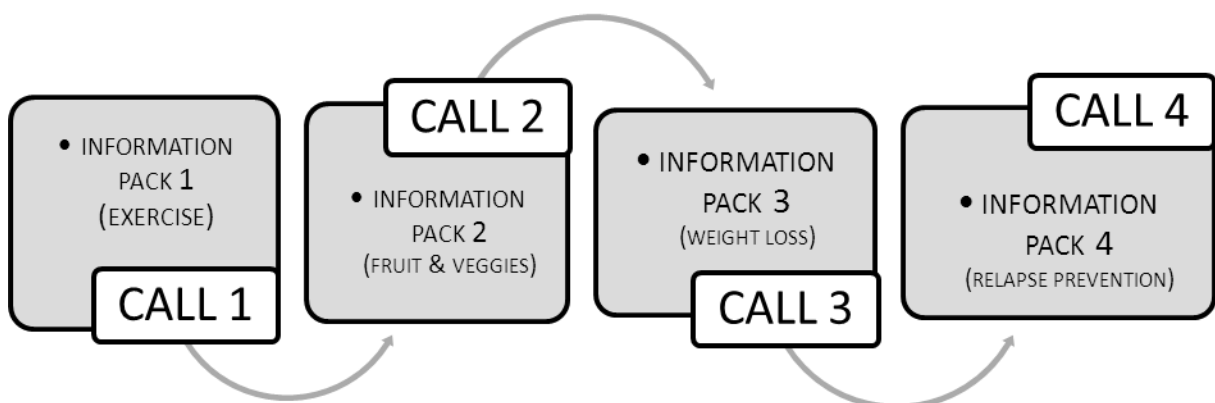 • INFORMATION
PACK 1
(EXERCISE)
CALL 1
CALL 2
• INFORMATION
PACK 2
(FRUIT & VEGGIES)
• INFORMATION
PACK 3
(WEIGHT LOSS)
CALL 3
CALL 4
• INFORMATION
PACK 4
(RELAPSE PREVENTION)